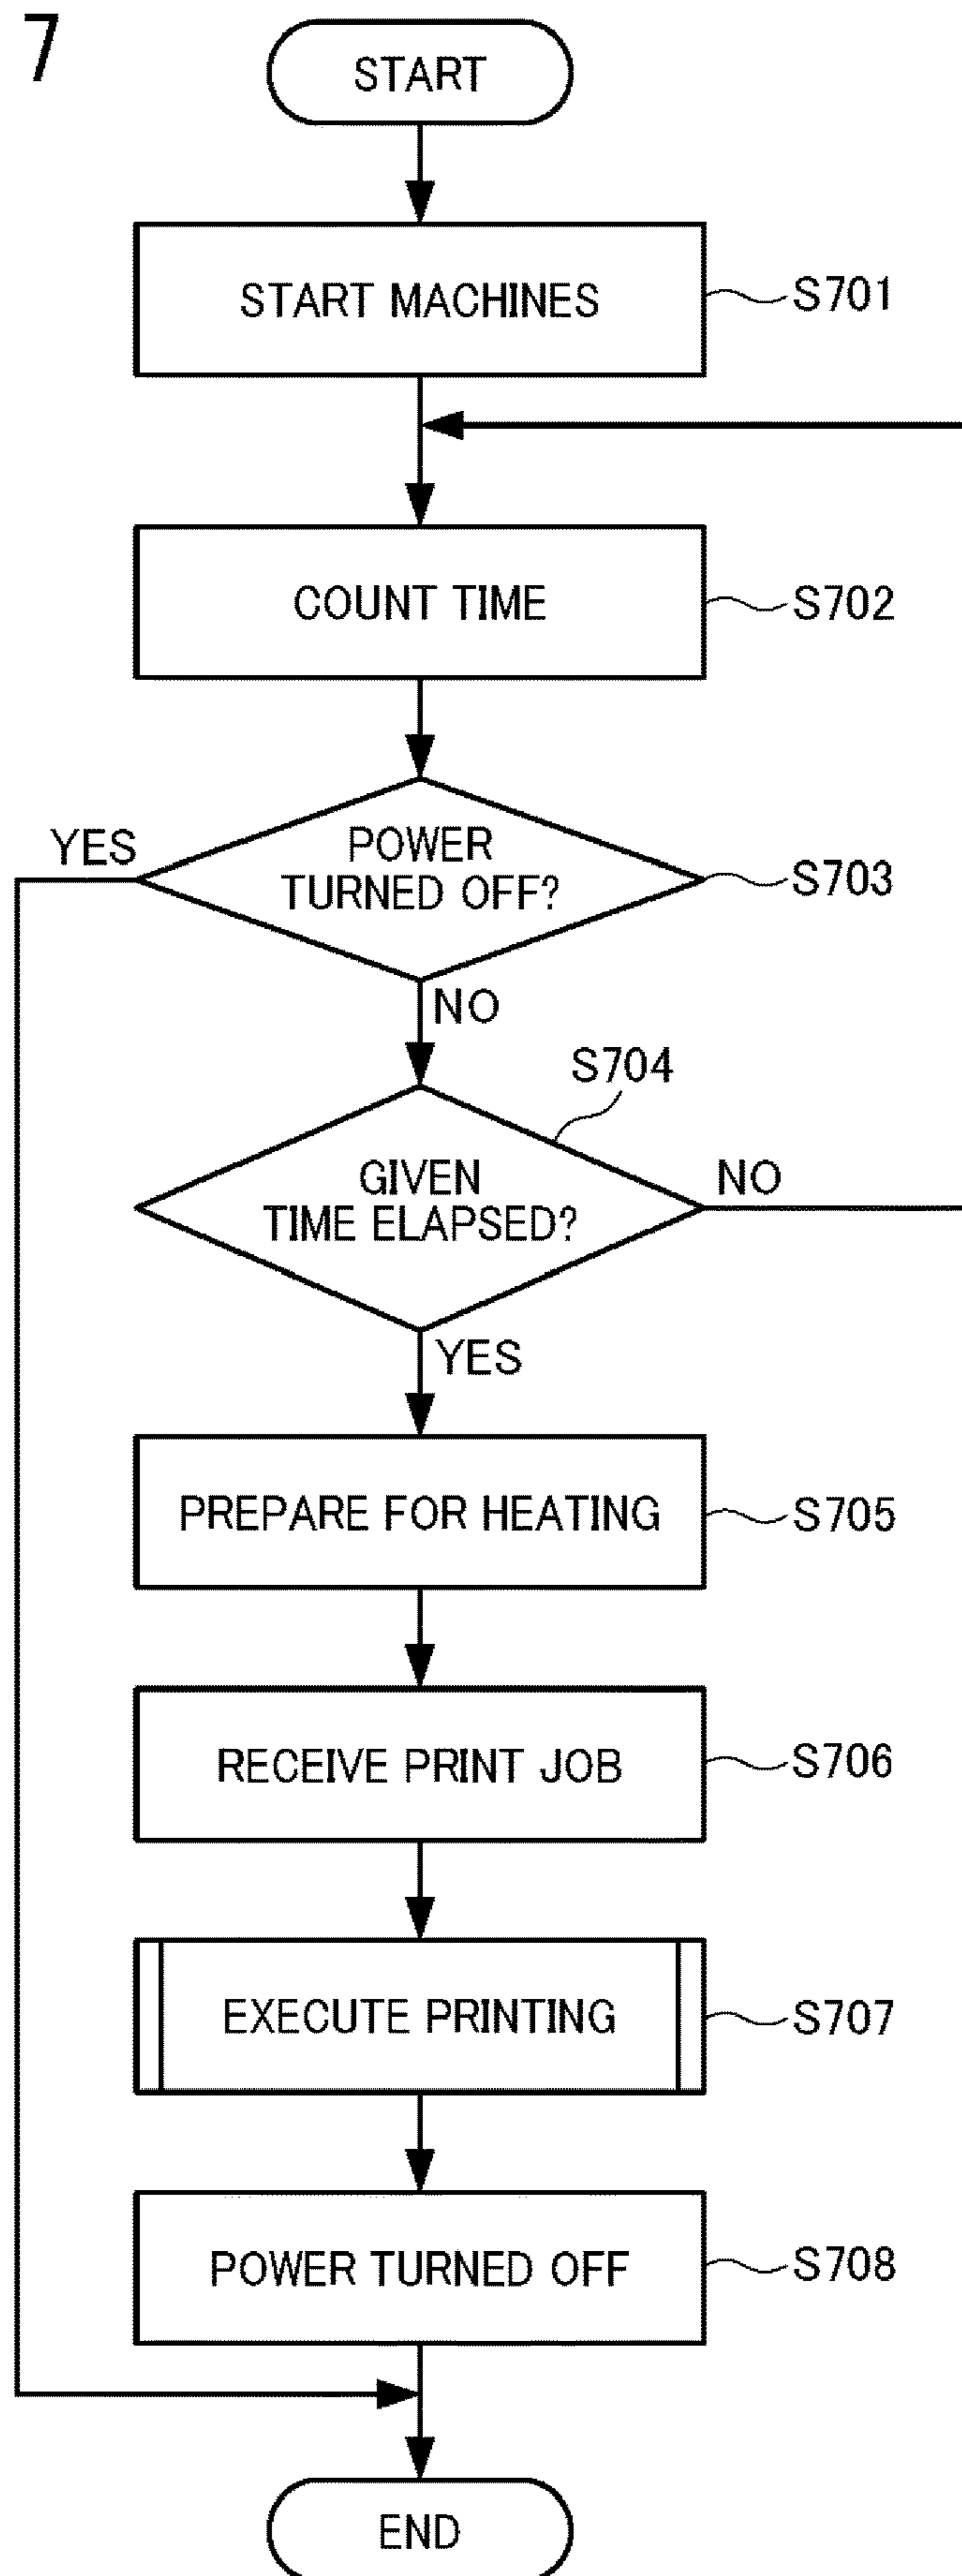 7
START
START MACHINES
S701
COUNT TIME
S702
YES
POWER
TURNED OFF?
S703
NO
S704
GIVEN
TIME ELAPSED?
NO
YES
PREPARE FOR HEATING
S705
RECEIVE PRINT JOB
S706
EXECUTE PRINTING
S707
POWER TURNED OFF
S708
END